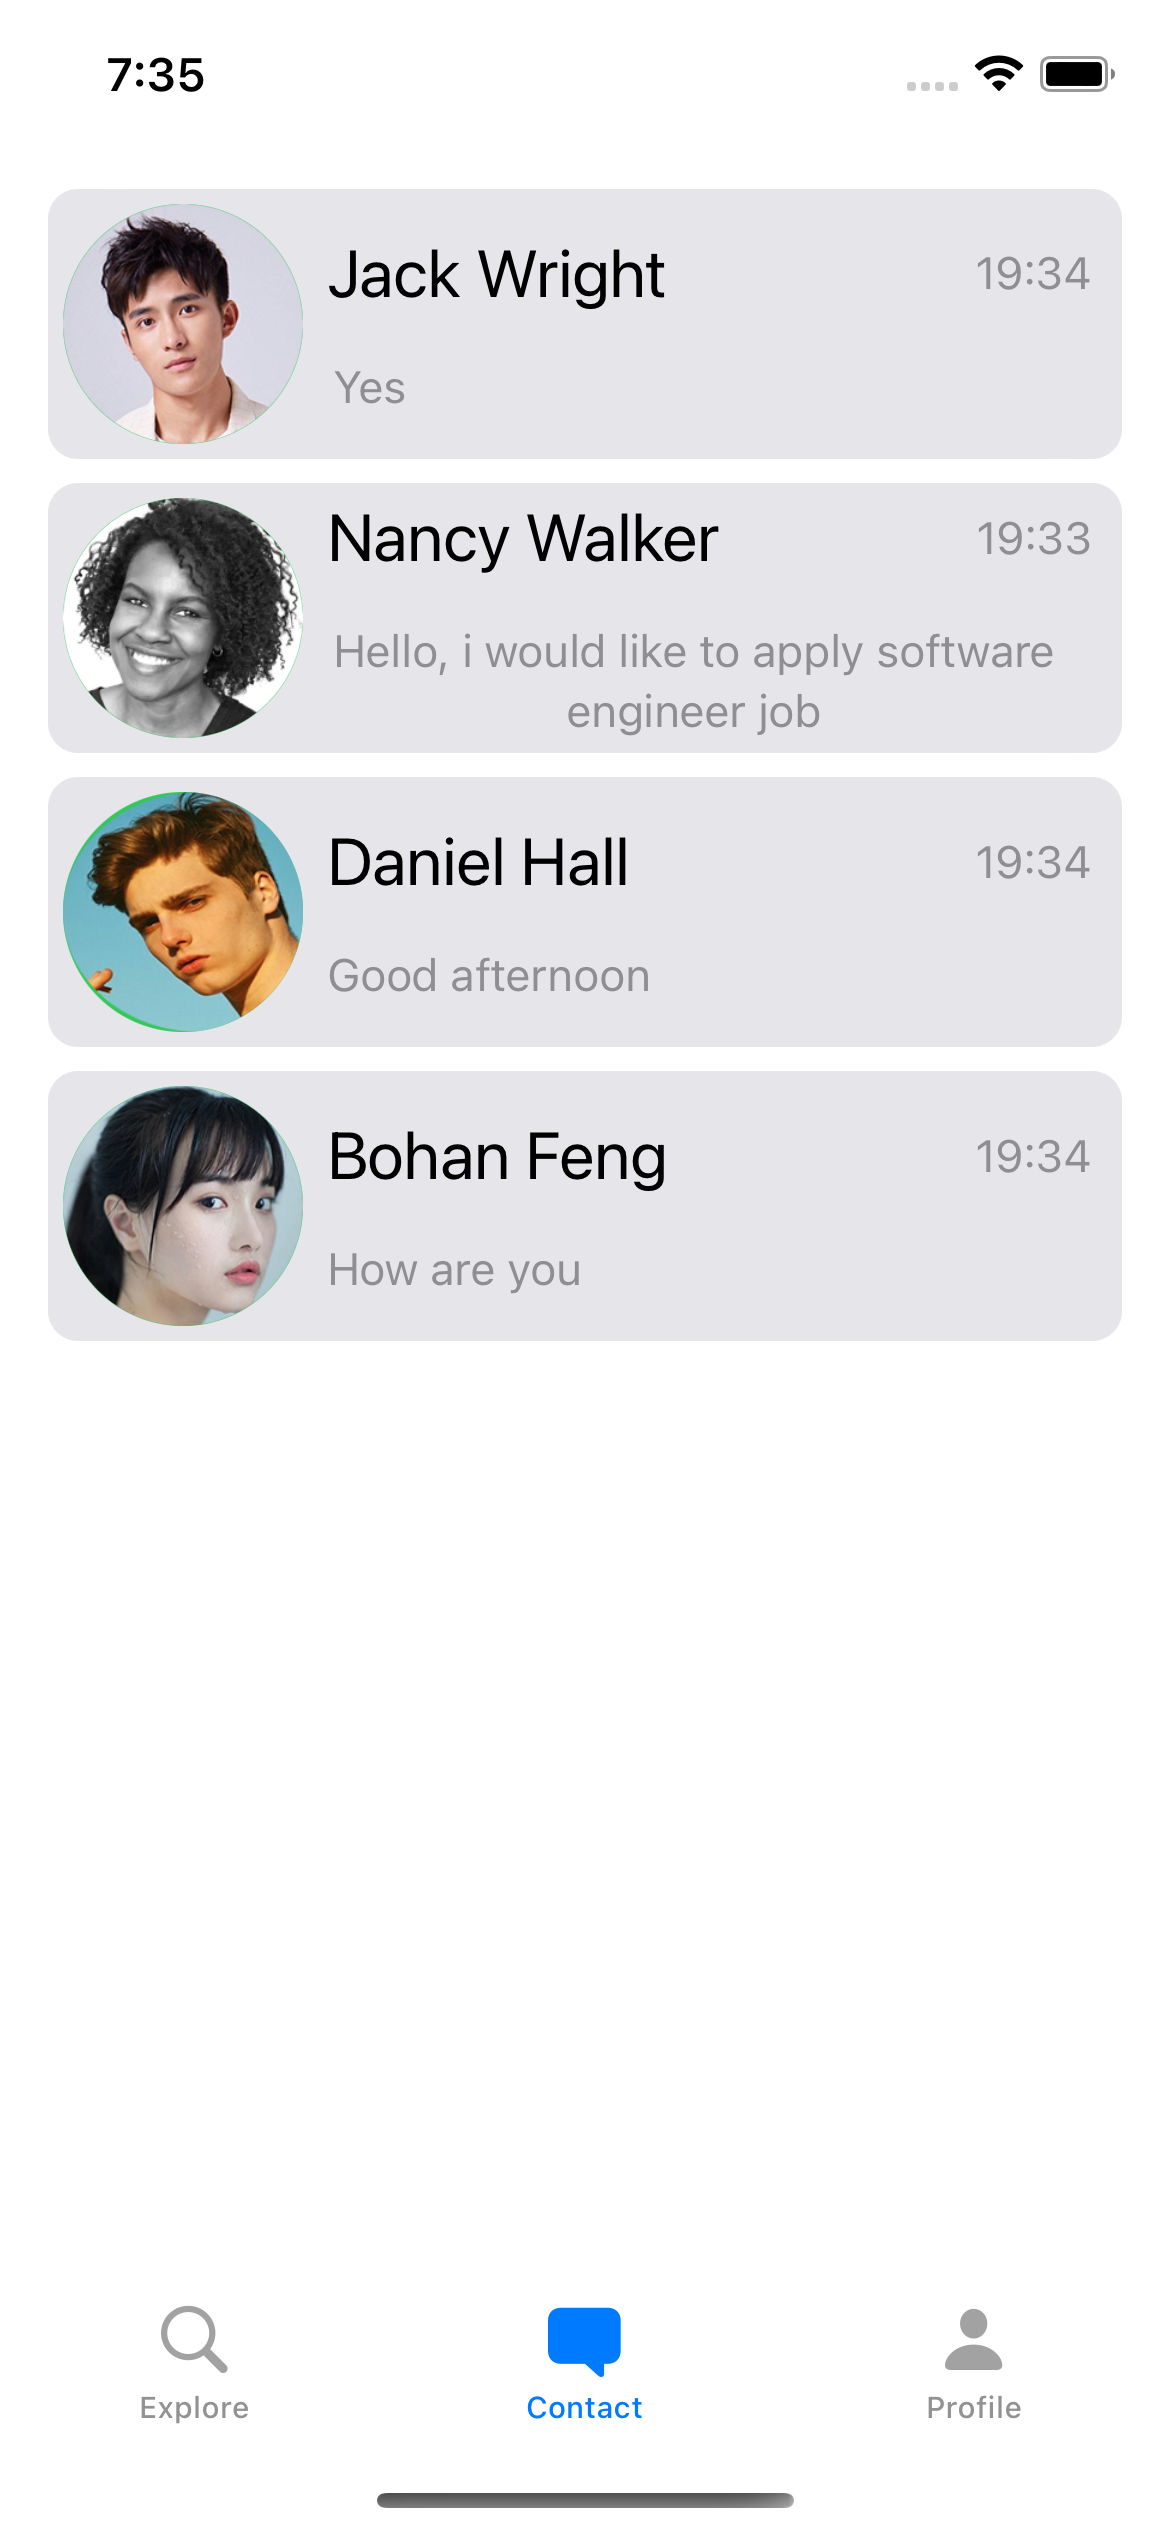 7:35
Jack Wright 19:34
Yes
Nancy Walker 19:33
Hello, i would like to apply software
engineer job
Daniel Hall 19:34
Good afternoon
Bohan Feng 19:34
How are you
Explore Contact Profile